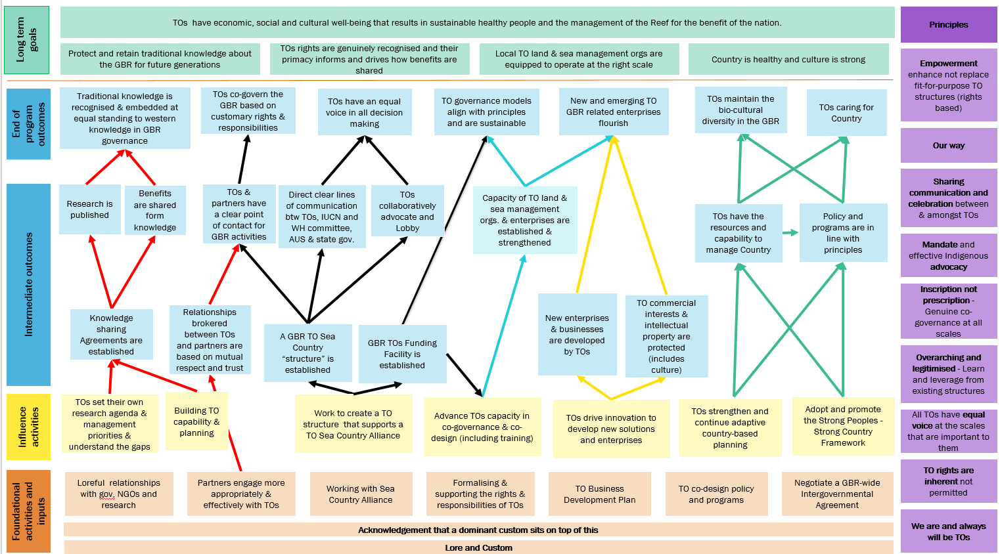 Long term
goals
TOs  have economic, social and cultural well-being that results in sustainable healthy people and the management of the Reef for the benefit of the nation.
Protect and retain traditional knowledge about
the GBR for future generations
TOs rights are genuinely recognised and their
primacy informs and drives how benefits are
shared
Local TO land & sea management orgs are
equipped to operate at the right scale
Country is healthy and culture is strong
End of
program
outcomes
Traditional knowledge is
recognised & embedded at
equal standing to western
knowledge in GBR
governance
TOs co-govern the
GBR based on
customary rights &
responsibilities
TOs have an equal
voice in all decision
making
TO governance models
align with principles
and are sustainable
New and emerging TO
GBR related enterprises
flourish
TOs maintain the
bio-cultural
diversity in the GBR
TOs caring for
Country
Intermediate outcomes
Research is
published
Benefits
are shared
form
knowledge
TOs &
partners have
a clear point
of contact for
GBR activities
Direct clear lines
of communication
btw TOs, IUCN and
WH committee,
AUS & state gov.
TOs
collaboratively
advocate and
Lobby
Capacity of TO land &
sea management
orgs. & enterprises are
established &
strengthened
TOs have the
resources and
capability to
manage Country
Policy and
programs are in
line with
principles
Knowledge
sharing
Agreements are
established
Relationships
brokered
between TOs
and partners are
based on mutual
respect and trust
A GBR TO Sea
Country
“structure” is
established
GBR TOs Funding
Facility is
established
New enterprises
& businesses
are developed
by TOs
TO commercial
interests &
intellectual
property are
protected
(includes
culture)
Influence
activities
TOs set their own
research agenda &
management
priorities &
understand the gaps
Building TO
capability &
planning
Work to create a TO
structure  that supports a
TO Sea Country Alliance
Advance TOs capacity in
co-governance & co-
design (including training)
TOs drive innovation to
develop new solutions
and enterprises
TOs strengthen and
continue adaptive
country-based
planning
Adopt and promote
the Strong Peoples -
Strong Country
Framework
Foundational
activities and
inputs
Loreful  relationships
with gov, NGOs and
research
Partners engage more
appropriately &
effectively with TOs
Working with Sea
Country Alliance
Formalising &
supporting the rights &
responsibilities of TOs
TO Business
Development Plan
TO co-design policy
and programs
Negotiate a GBR-wide
Intergovernmental
Agreement
Acknowledgement that a dominant custom sits on top of this
Lore and Custom
Principles
Empowerment
enhance not replace
fit-for-purpose TO
structures (rights
based)
Our way
Sharing
communication and
celebration between
& amongst TOs
Mandate and
effective Indigenous
advocacy
Inscription not
prescription -
Genuine co-
governance at all
scales
Overarching and
legitimised - Learn
and leverage from
existing structures
All TOs have equal
voice at the scales
that are important to
them
TO rights are
inherent not
permitted
We are and always
will be TOs